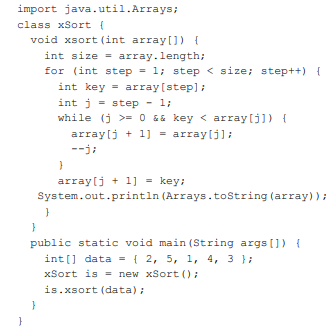 import java.util.Arrays;
class xSort {
  void xsort(int array[]) {
    int size = array.length;
    for (int step = 1; step < size; step++) {
      int key = array[step];
      int j = step - 1;
      while (j >= 0 && key < array[j]) {
        array[j + 1] = array[j];
        --j;
      }
      array[j + 1] = key;
   System.out.println(Arrays.toString(array));
    }
  }
  public static void main(String args[]) {
    int[] data = { 2, 5, 1, 4, 3 };
    xSort is = new xSort();
    is.xsort(data);
  }
}